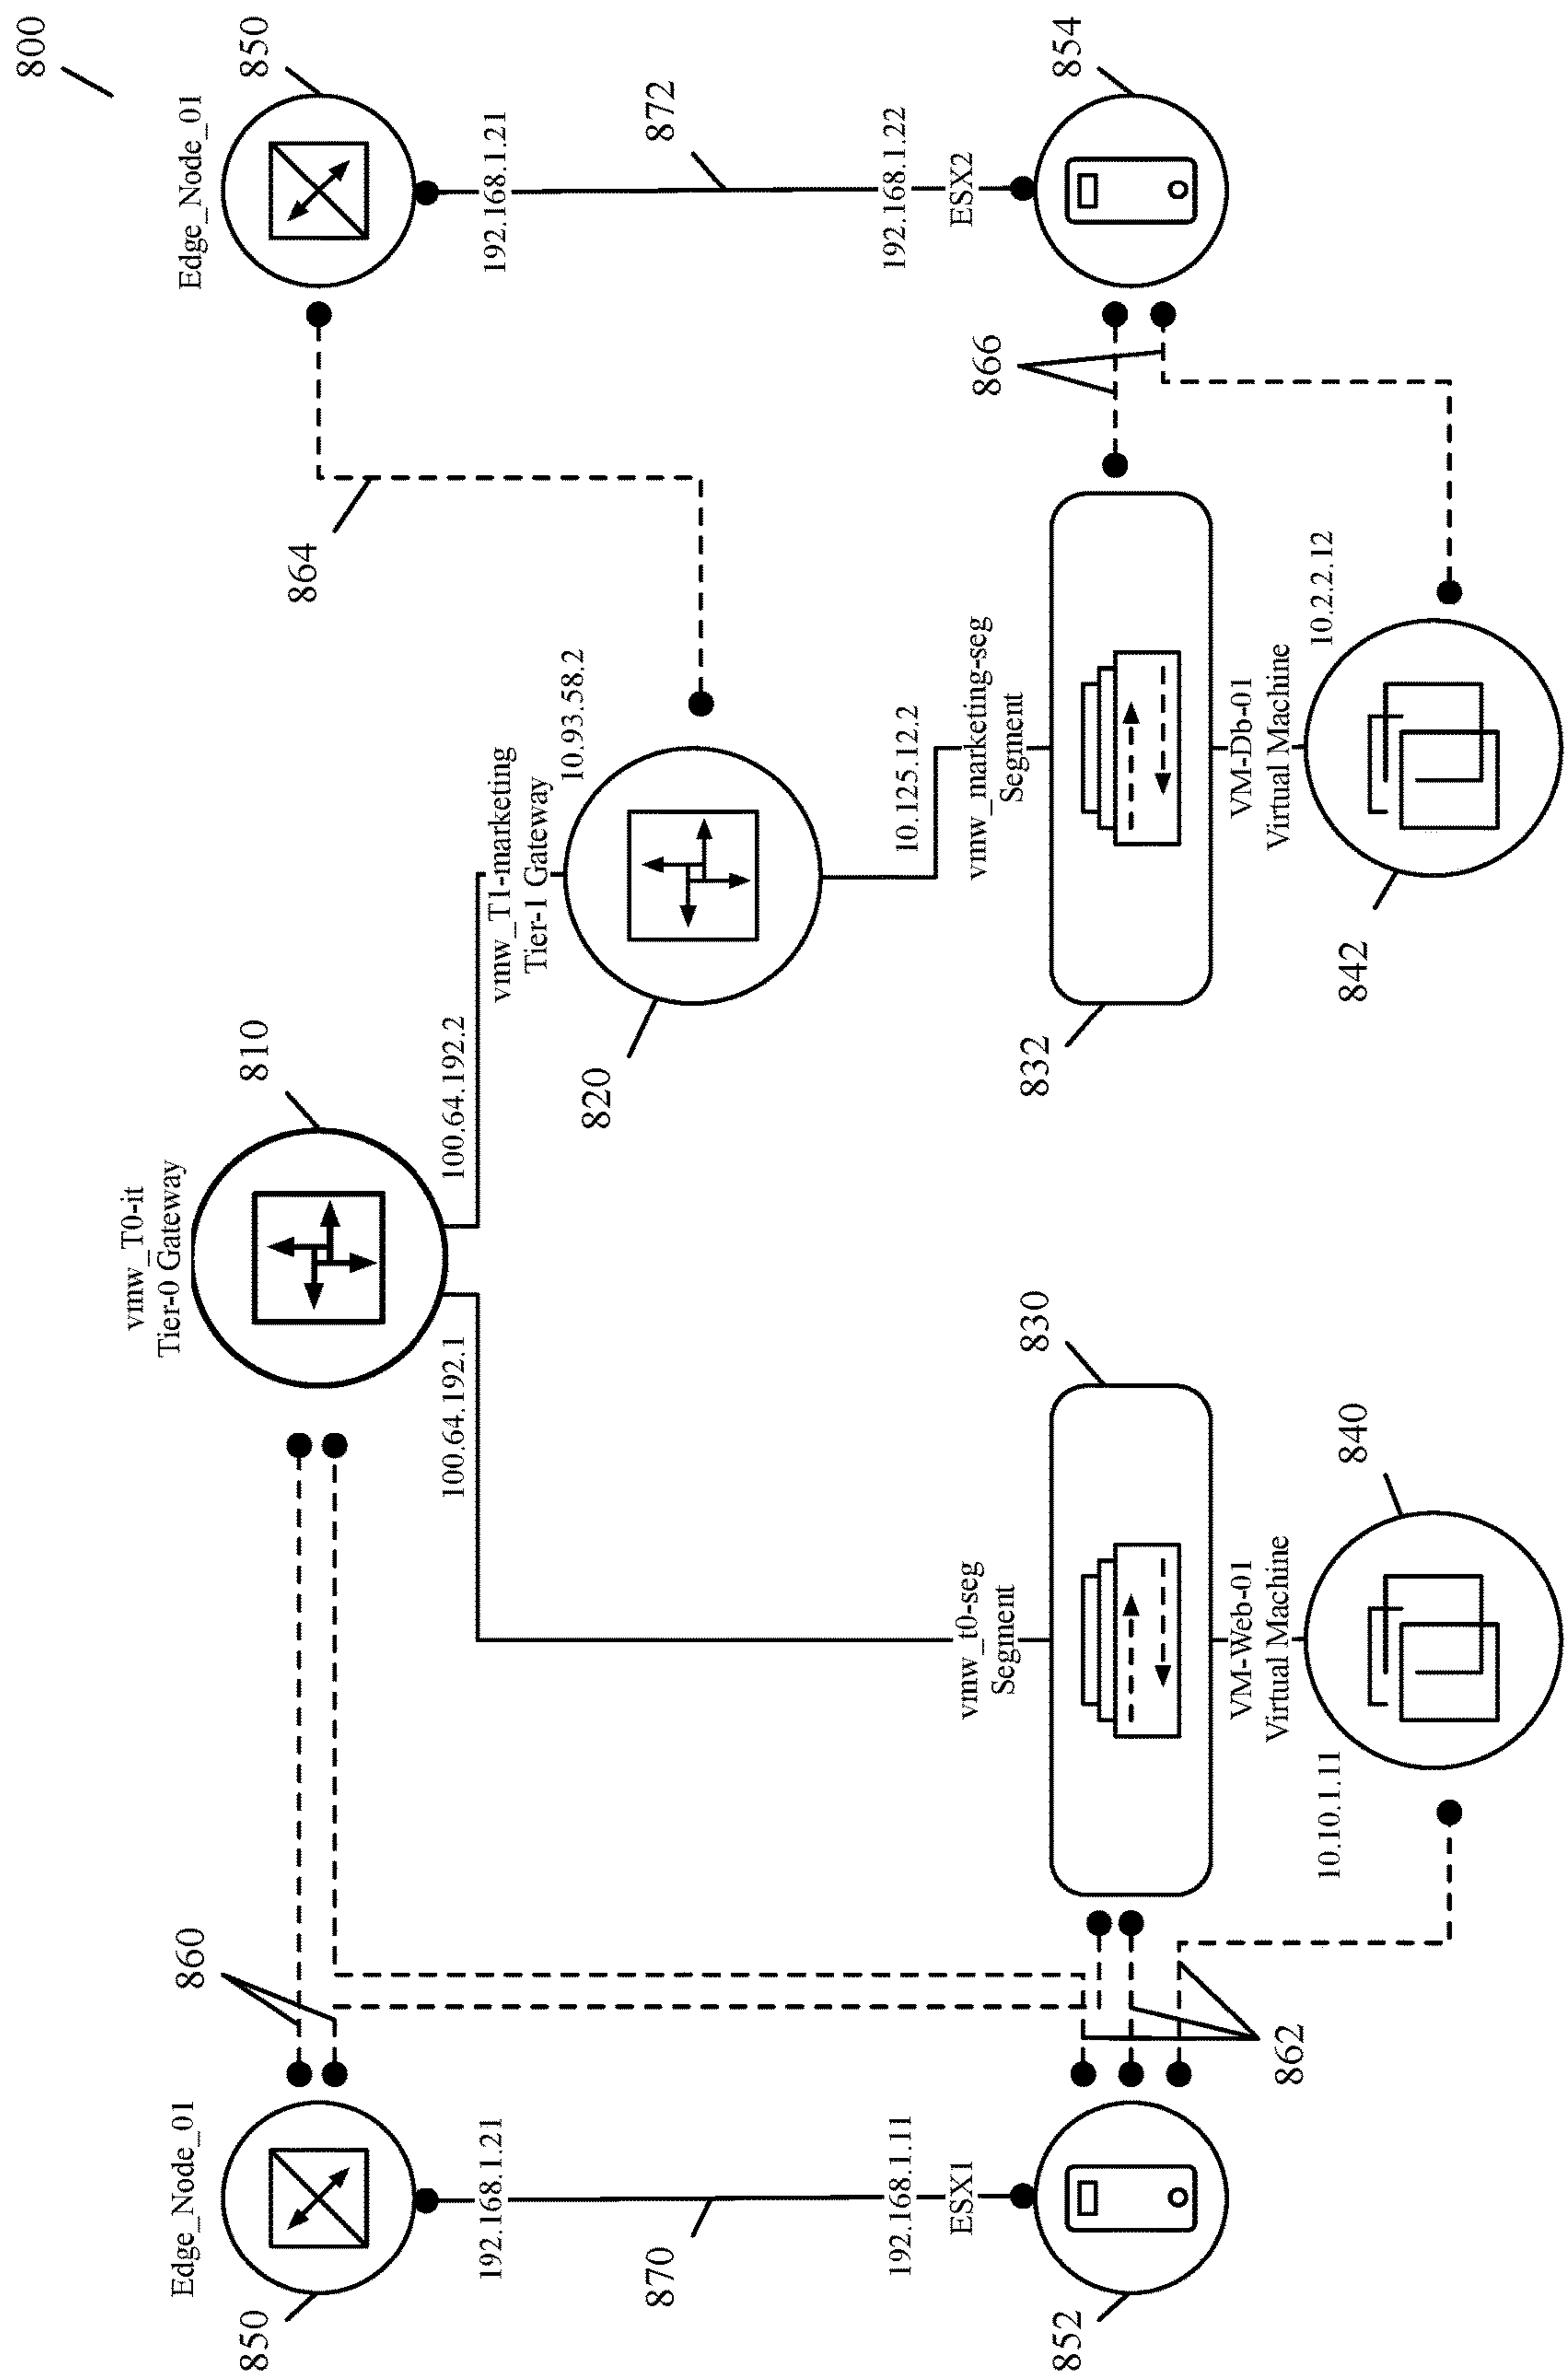 800
Edge_Node_01
850
192.168.1.21
870
192.168.1.11
ESX1
852
860
862
vmw_T0-it
Tier-0 Gateway
810
100.64.192.1
100.64.192.2
vmw_t0-seg
Segment
830
VM-Web-01
Virtual Machine
10.10.1.11
840
vmw_T1-marketing
Tier-1 Gateway
10.93.58.2
820
10.125.12.2
vmw_marketing-seg
Segment
832
VM-Db-01
Virtual Machine
10.2.2.12
842
864
866
Edge_Node_01
850
192.168.1.21
872
192.168.1.22
ESX2
854